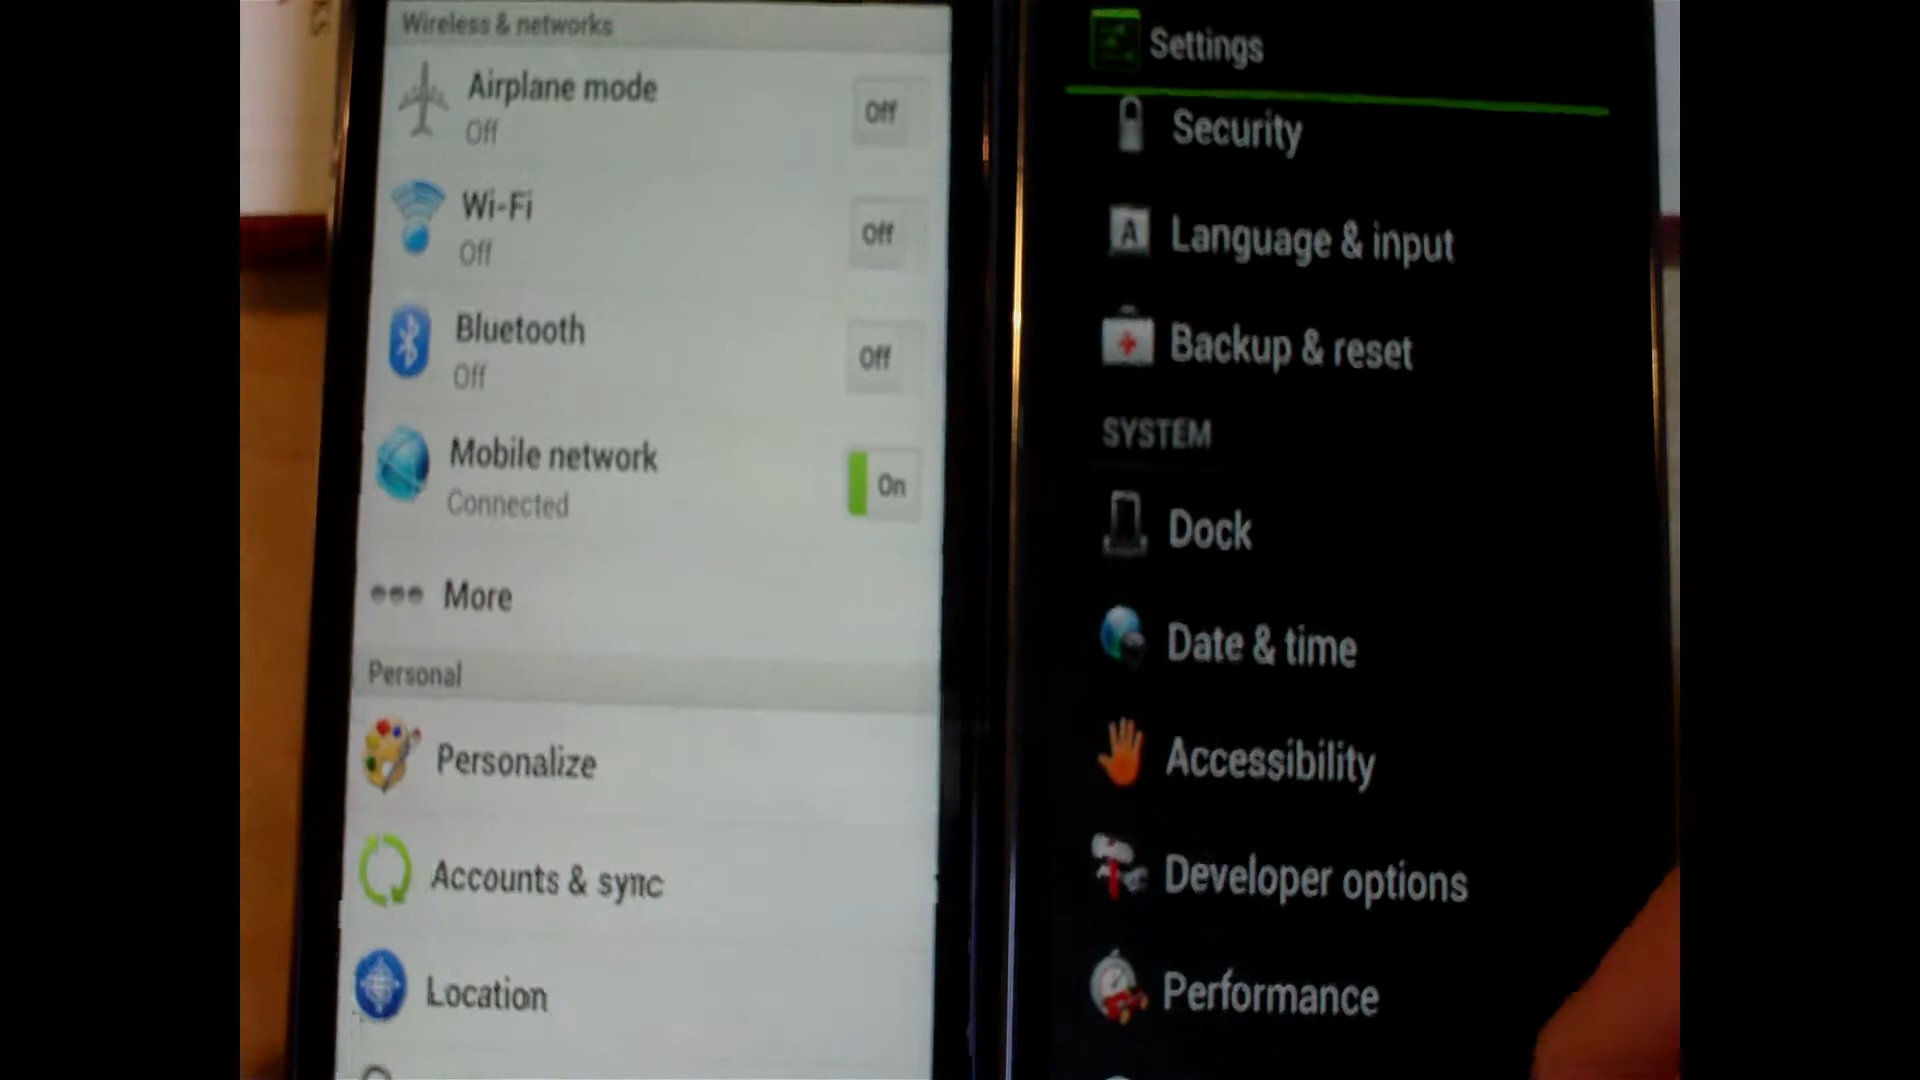 Wireless & networks
Airplane mode
Off
Off
Wi-Fi
Off
Off
Bluetooth
Off
Off
Mobile network
Connected
On
More
Personal
Personalize
Accounts & sync
Location
Settings
Security
Language & input
Backup & reset
SYSTEM
Dock
Date & time
Accessibility
Developer options
Performance